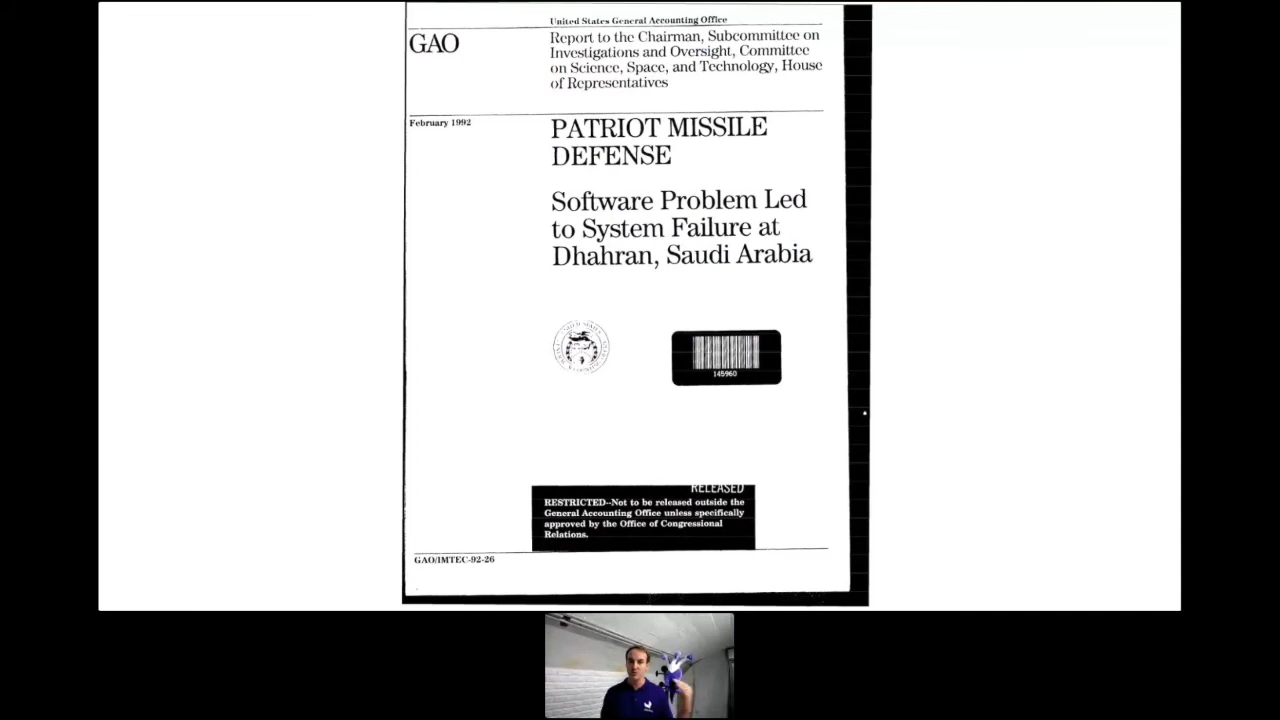 United States General Accounting Office
GAO
Report to the Chairman, Subcommittee on
Investigations and Oversight, Committee
on Science, Space, and Technology, House
of Representatives
February 1992
PATRIOT MISSILE
DEFENSE
Software Problem Led
to System Failure at
Dhahran, Saudi Arabia
145960
RELEASED
RESTRICTED--Not to be released outside the
General Accounting Office unless specifically
approved by the Office of Congressional
Relations.
GAO/IMTEC-92-26